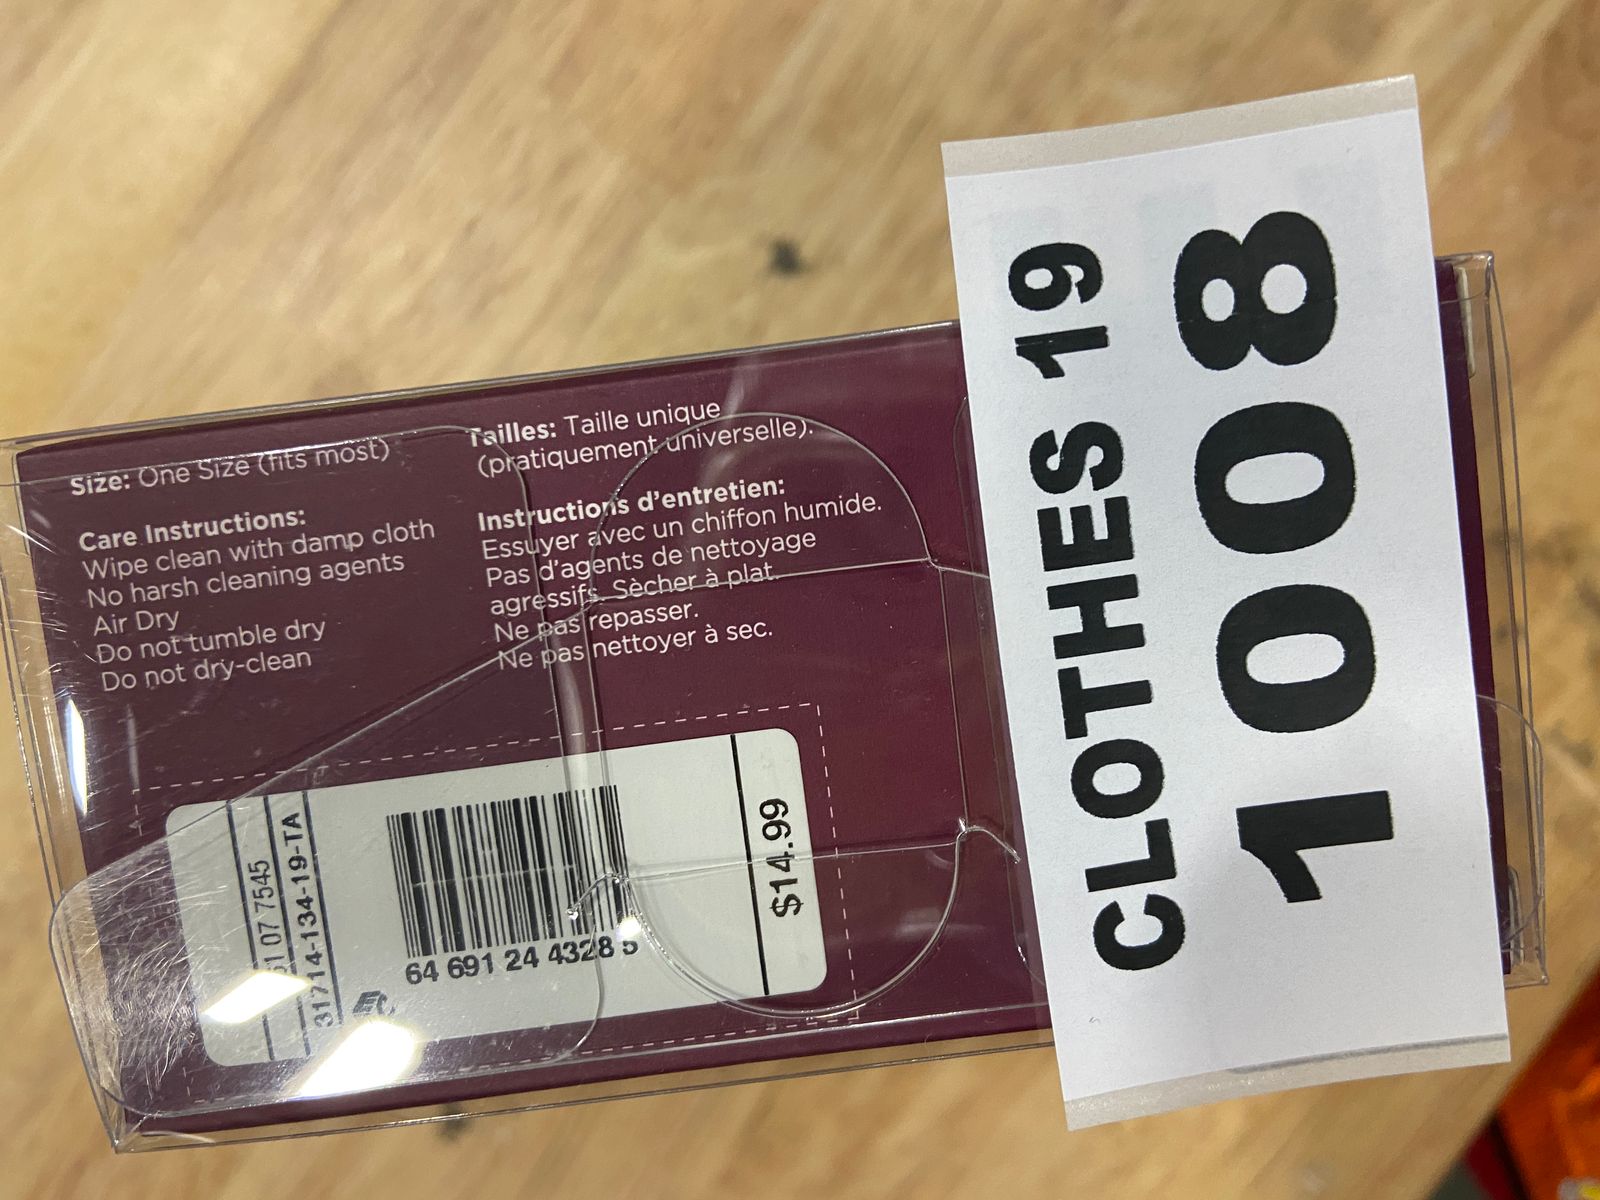 Size: One Size (fits most)
Care Instructions:
Wipe clean with damp cloth
No harsh cleaning agents
Air Dry
Do not tumble dry
Do not dry-clean
Tailles: Taille unique
(pratiquement universelle).
Instructions d'entretien:
Essuyer avec un chiffon humide.
Pas d'agents de nettoyage
agressifs. Sècher à plat.
Ne pas repasser.
Ne pas nettoyer à sec.
07 7545
31714-134-19-TA
64 691 24 4328 5
$14.99
CLOTHES 19
1008